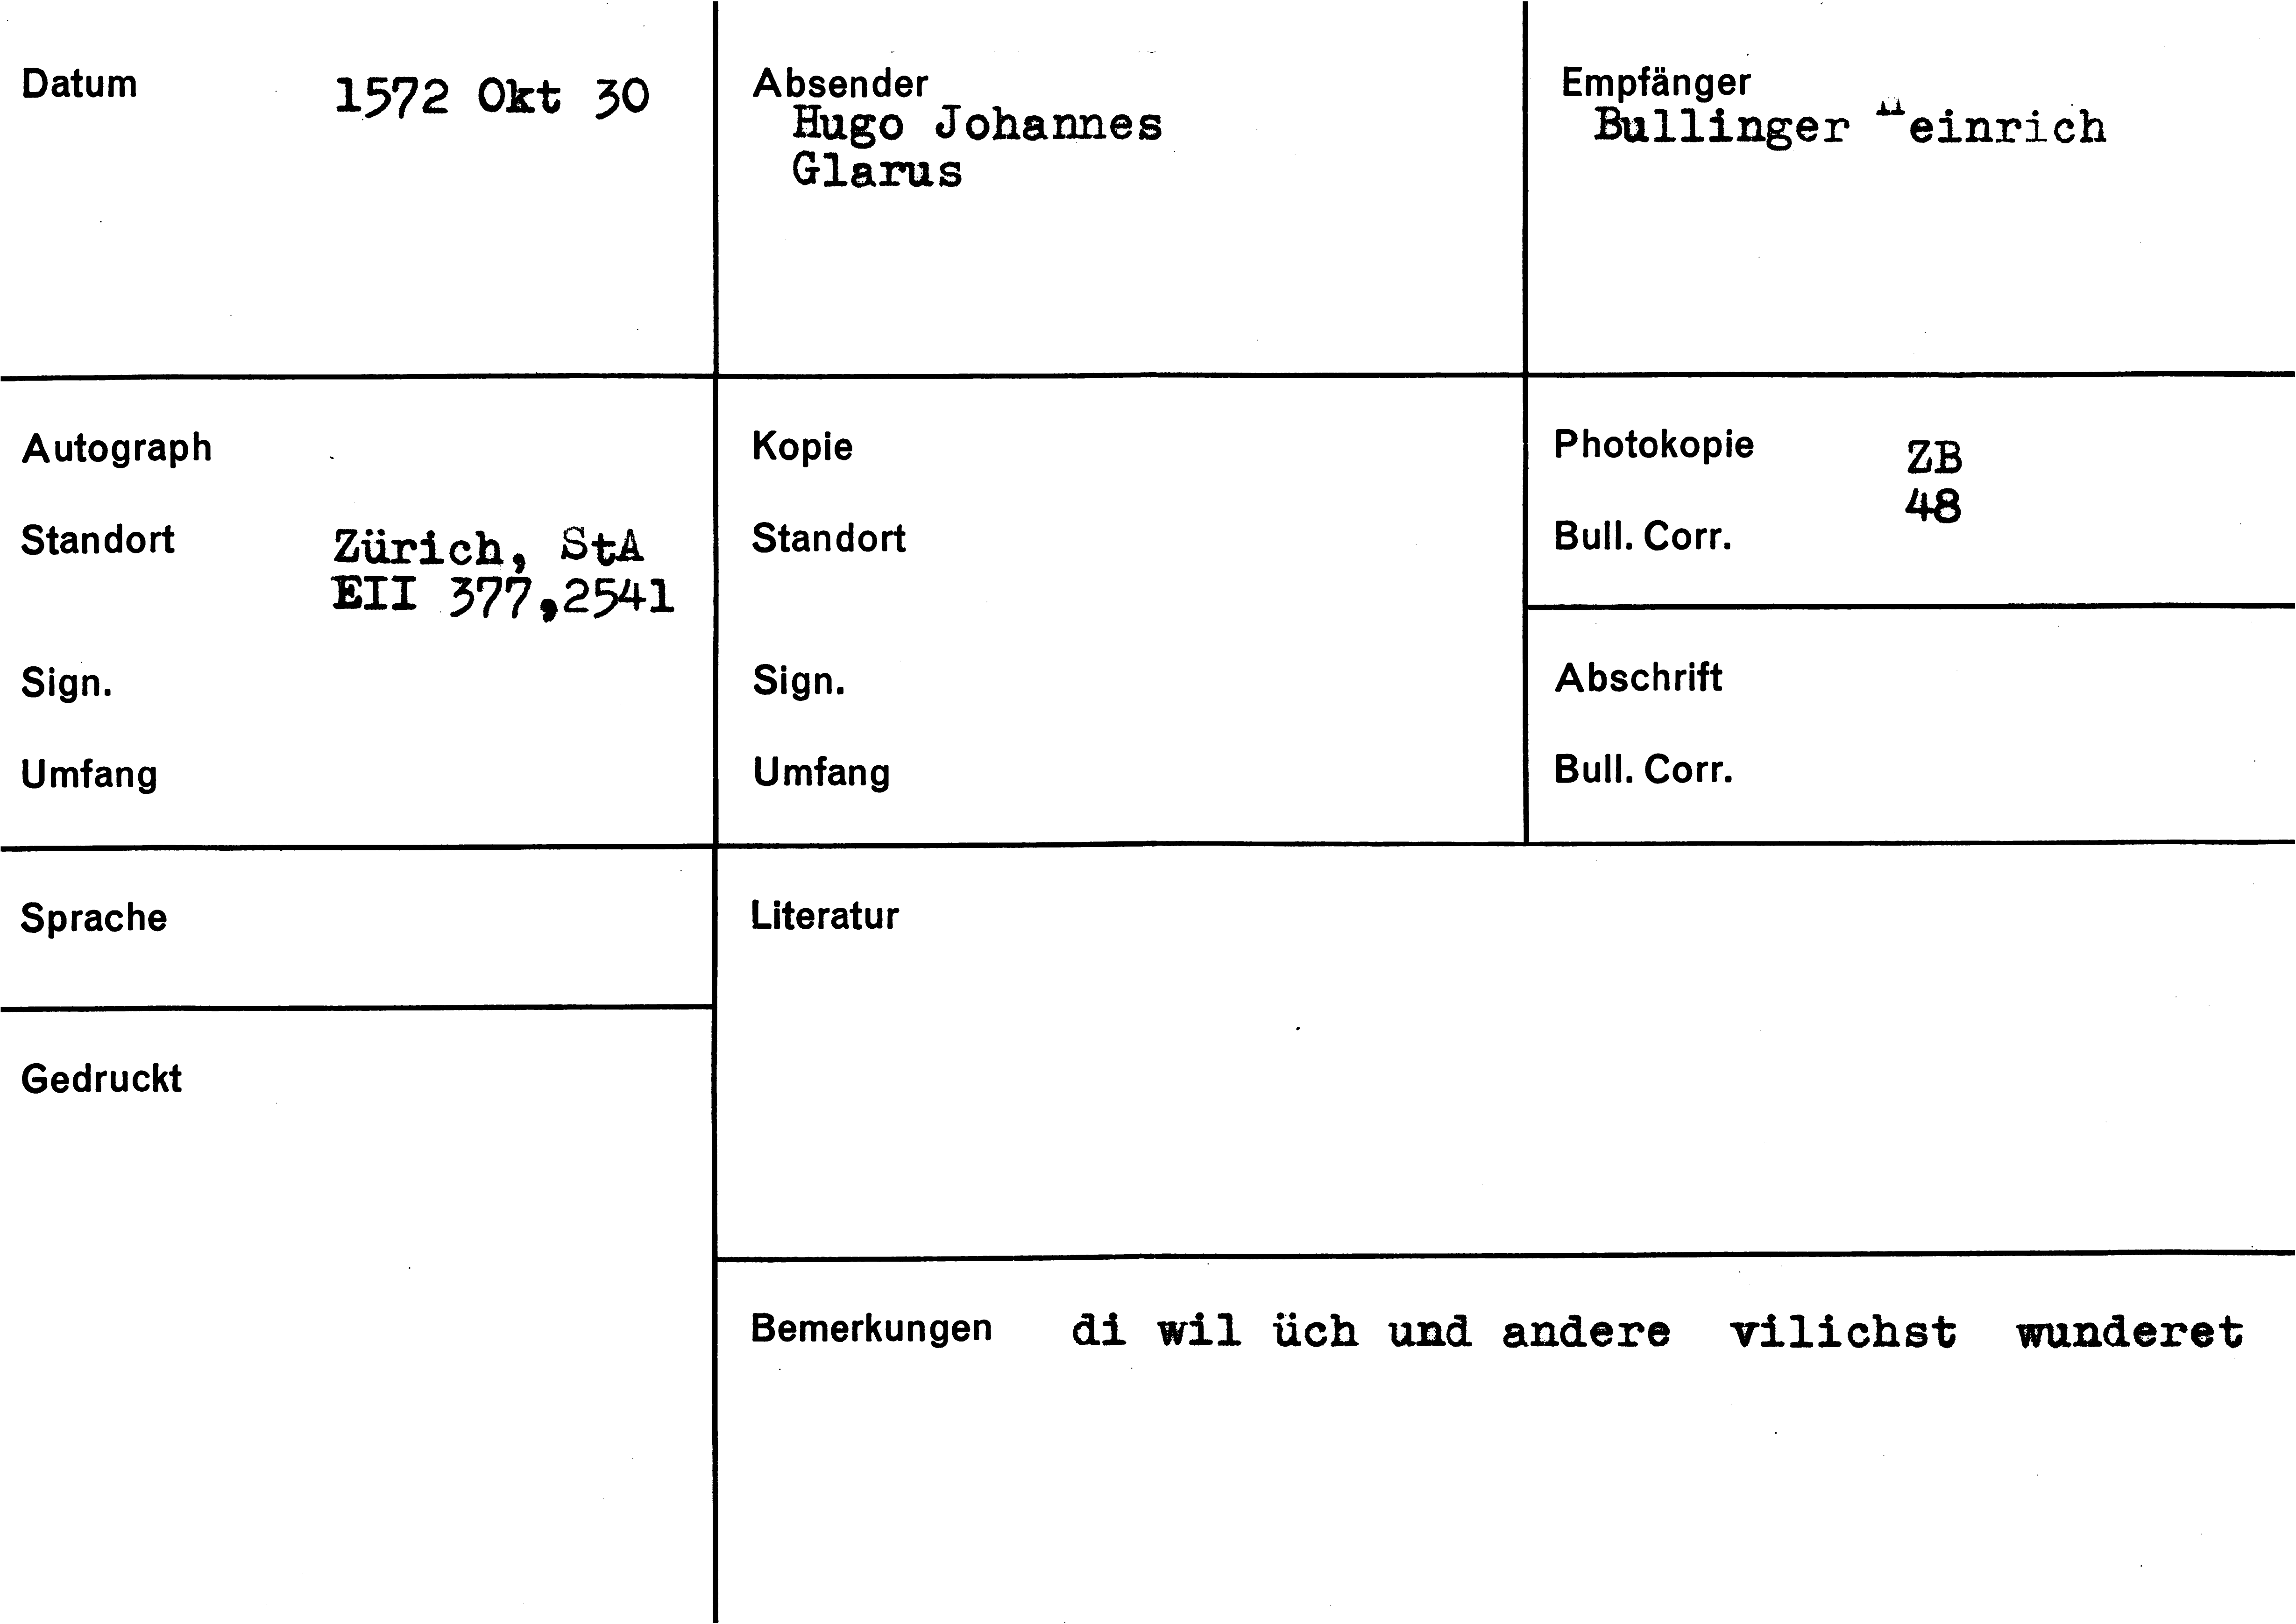 Datum 1572 Okt 30
Absender
Hugo Johannes
Glarus
Empfänger
Bullinger Heinrich
Autograph
Standort Zürich, StA
EII 377,2541
Sign.
Umfang
Kopie
Standort
Sign.
Umfang
Photokopie ZB
48
Bull. Corr.
Abschrift
Bull. Corr.
Sprache
Literatur
Gedruckt
Bemerkungen di wil üch und andere vilichst wunderet